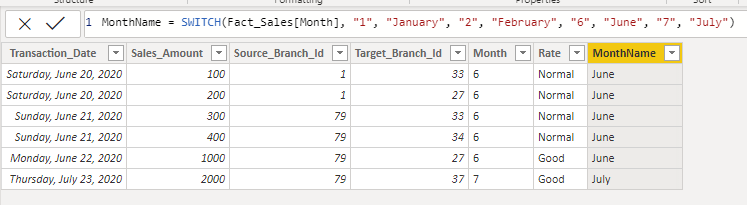 Structure Formatting Properties Sort
1 MonthName = SWITCH(Fact_Sales[Month], "1", "January", "2", "February", "6", "June", "7", "July")
Transaction_Date Sales_Amount Source_Branch_Id Target_Branch_Id Month Rate MonthName
Saturday, June 20, 2020 100 1 33 6 Normal June
Saturday, June 20, 2020 200 1 27 6 Normal June
Sunday, June 21, 2020 300 79 33 6 Normal June
Sunday, June 21, 2020 400 79 34 6 Normal June
Monday, June 22, 2020 1000 79 27 6 Good June
Thursday, July 23, 2020 2000 79 37 7 Good July